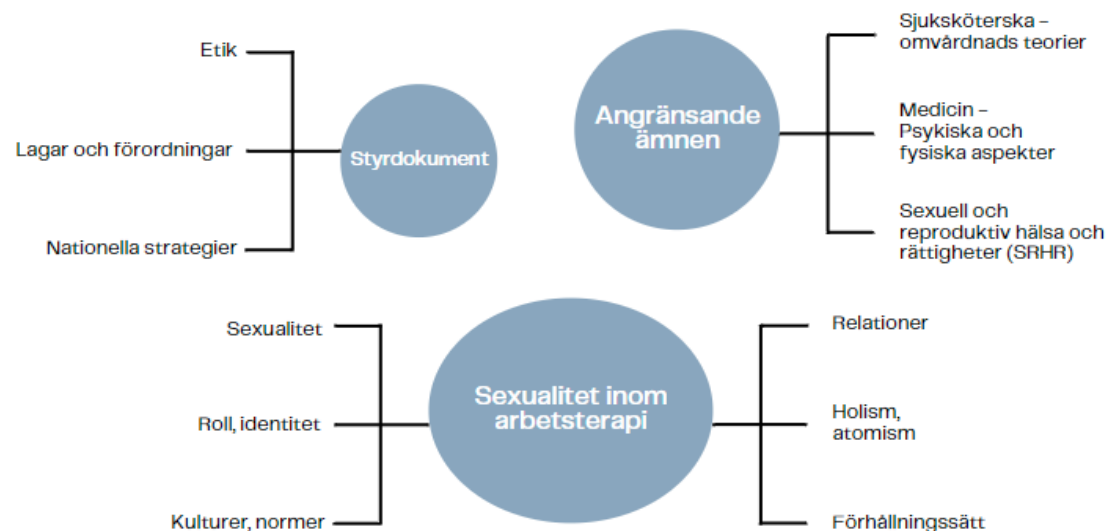 Etik
Lagar och förordningar
Nationella strategier
Styrdokument
Angränsande
ämnen
Sjuksköterska –
omvårdnads teorier
Medicin –
Psykiska och
fysiska aspekter
Sexuell och
reproduktiv hälsa och
rättigheter (SRHR)
Sexualitet
Roll, identitet
Kulturer, normer
Sexualitet inom
arbetsterapi
Relationer
Holism,
atomism
Förhållningssätt